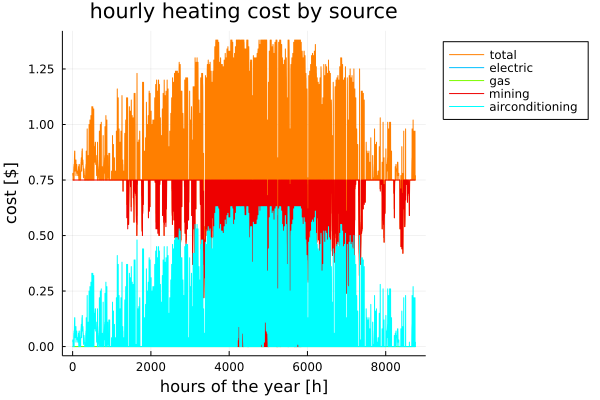 hourly heating cost by source
cost [$]
1.25
1.00
0.75
0.50
0.25
0.00
0
2000
4000
6000
8000
hours of the year [h]
total
electric
gas
mining
airconditioning